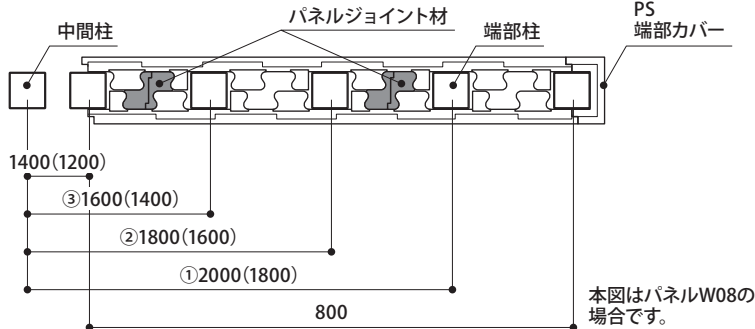 中間柱
パネルジョイント材
端部柱
PS
端部カバー
1400(1200)
③1600(1400)
②1800(1600)
①2000(1800)
800
本図はパネルW08の
場合です。